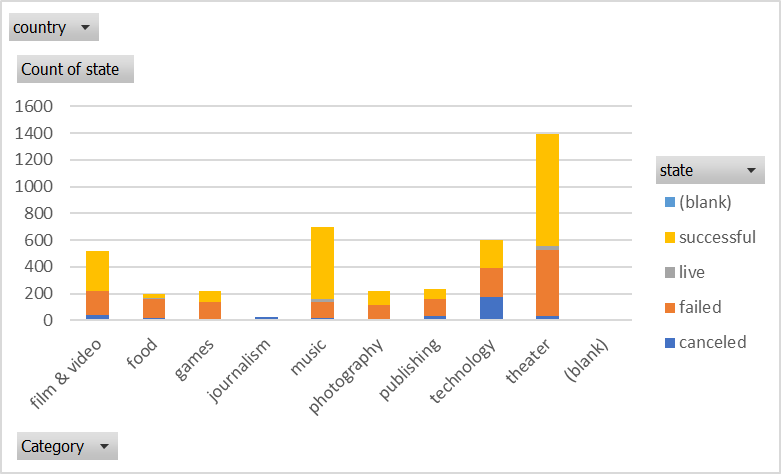 country
Count of state
1600
1400
1200
1000
800
600
400
200
0
film & video
food
games
journalism
music
photography
publishing
technology
theater
(blank)
state
(blank)
successful
live
failed
canceled
Category